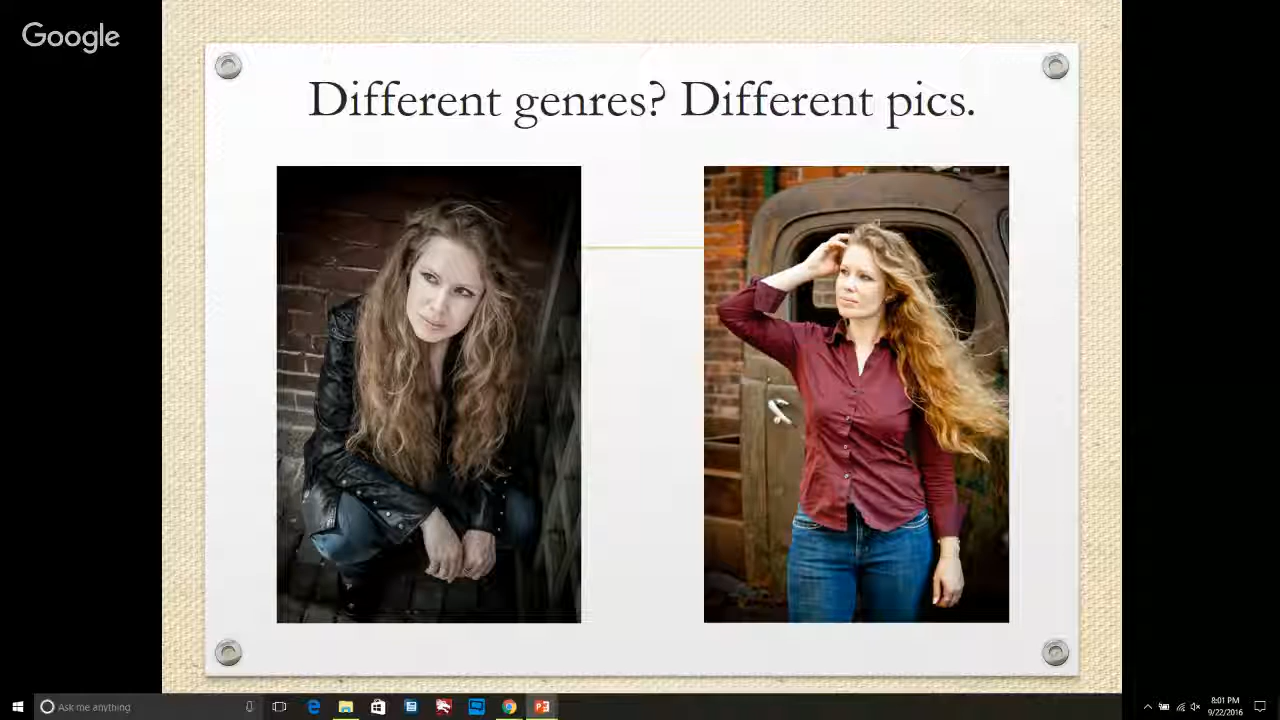 Google
Different genres? Different pics.
Ask me anything
8:01 PM
9/22/2016